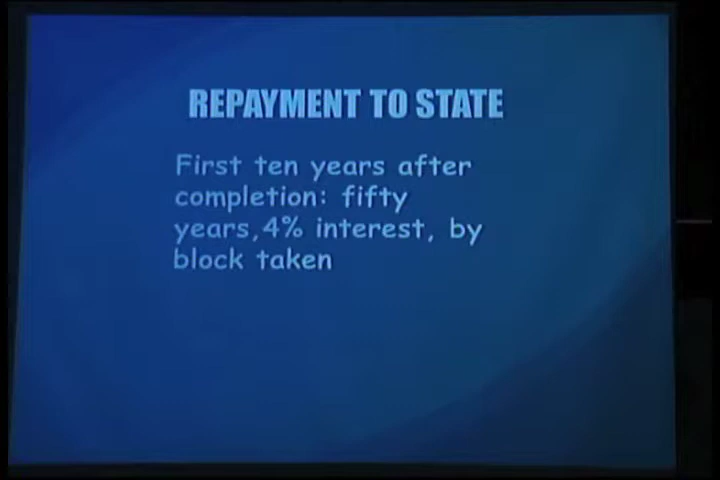 REPAYMENT TO STATE
First ten years after
completion: fifty
years,4% interest, by
block taken